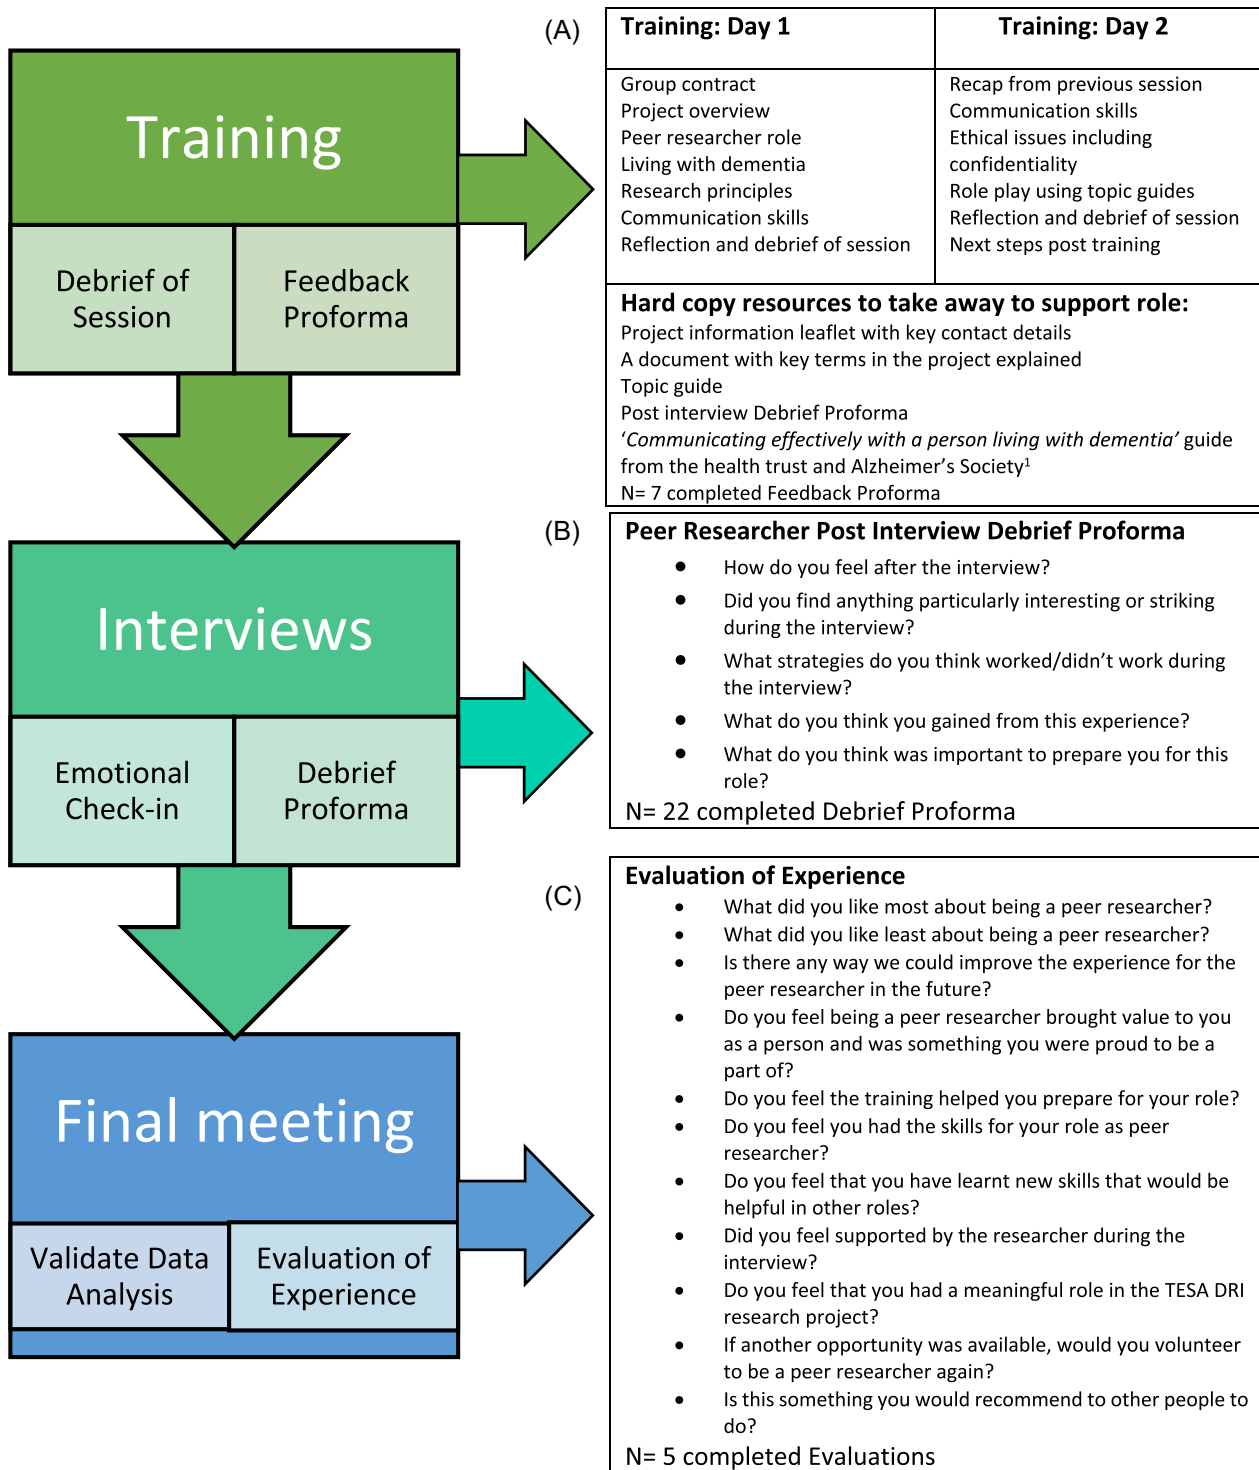 Training
Debrief of
Session
Feedback
Proforma
(A)
Training: Day 1
Training: Day 2
Group contract
Project overview
Peer researcher role
Living with dementia
Research principles
Communication skills
Reflection and debrief of session
Recap from previous session
Communication skills
Ethical issues including
confidentiality
Role play using topic guides
Reflection and debrief of session
Next steps post training
Hard copy resources to take away to support role:
Project information leaflet with key contact details
A document with key terms in the project explained
Topic guide
Post interview Debrief Proforma
‘Communicating effectively with a person living with dementia’ guide
from the health trust and Alzheimer’s Society¹
N= 7 completed Feedback Proforma
Interviews
Emotional
Check-in
Debrief
Proforma
(B)
Peer Researcher Post Interview Debrief Proforma
• How do you feel after the interview?
• Did you find anything particularly interesting or striking
during the interview?
• What strategies do you think worked/didn’t work during
the interview?
• What do you think you gained from this experience?
• What do you think was important to prepare you for this
role?
N= 22 completed Debrief Proforma
Final meeting
Validate Data
Analysis
Evaluation of
Experience
(C)
Evaluation of Experience
• What did you like most about being a peer researcher?
• What did you like least about being a peer researcher?
• Is there any way we could improve the experience for the
peer researcher in the future?
• Do you feel being a peer researcher brought value to you
as a person and was something you were proud to be a
part of?
• Do you feel the training helped you prepare for your role?
• Do you feel you had the skills for your role as peer
researcher?
• Do you feel that you have learnt new skills that would be
helpful in other roles?
• Did you feel supported by the researcher during the
interview?
• Do you feel that you had a meaningful role in the TESA DRI
research project?
• If another opportunity was available, would you volunteer
to be a peer researcher again?
• Is this something you would recommend to other people to
do?
N= 5 completed Evaluations